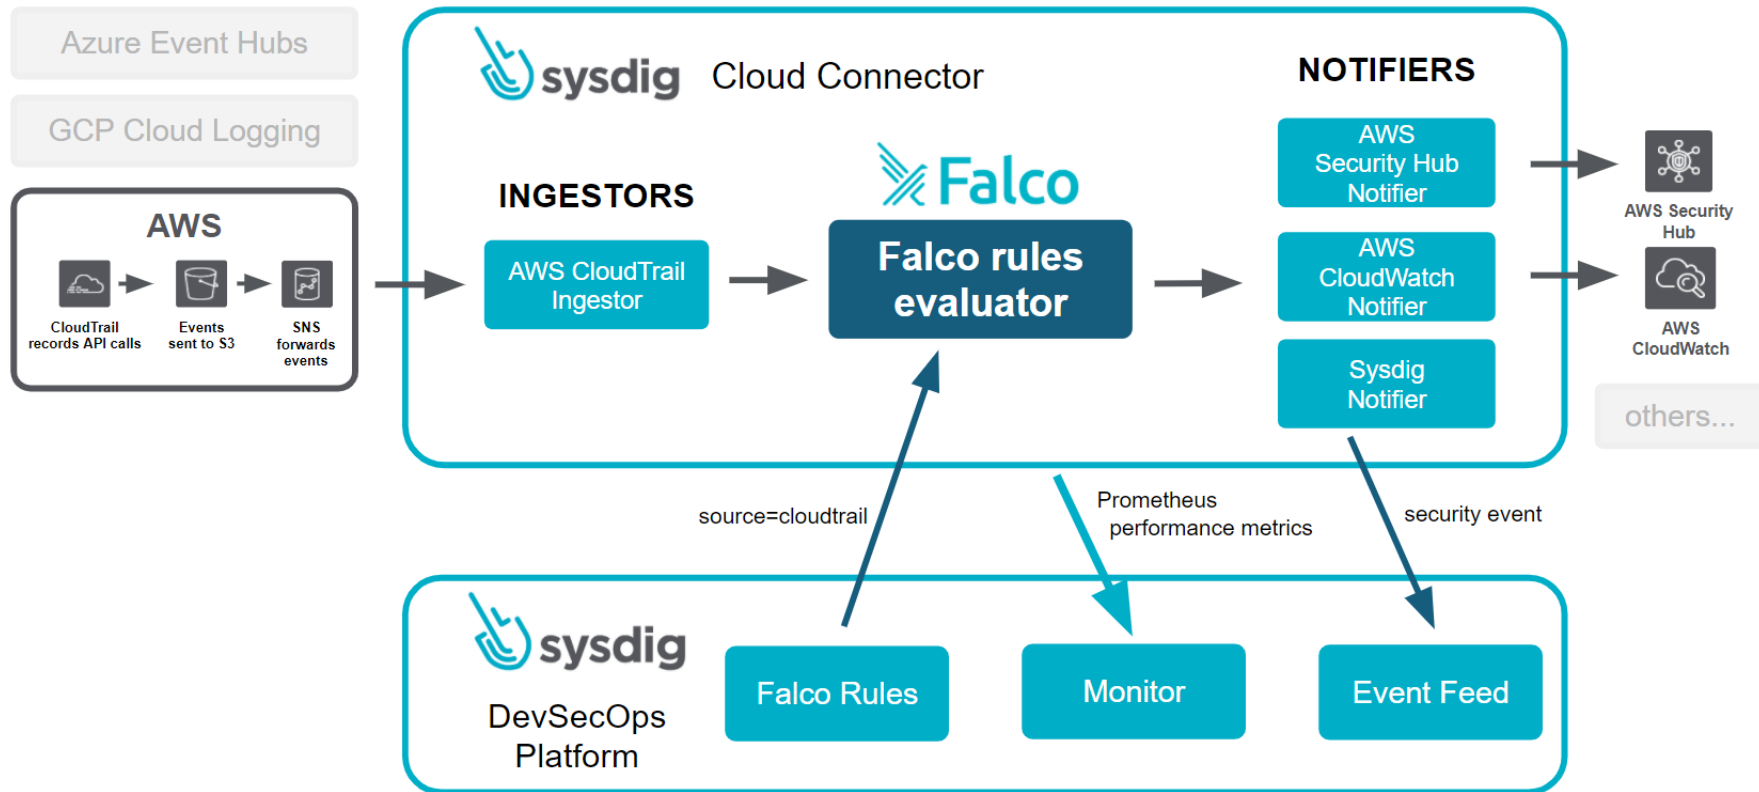 Azure Event Hubs
GCP Cloud Logging
AWS
CloudTrail
records API calls
Events
sent to S3
SNS
forwards
events
sysdig Cloud Connector
INGESTORS
AWS CloudTrail
Ingestor
Falco
Falco rules
evaluator
NOTIFIERS
AWS
Security Hub
Notifier
AWS
CloudWatch
Notifier
Sysdig
Notifier
AWS Security
Hub
AWS
CloudWatch
others...
source=cloudtrail
Prometheus
performance metrics
security event
sysdig
DevSecOps
Platform
Falco Rules
Monitor
Event Feed